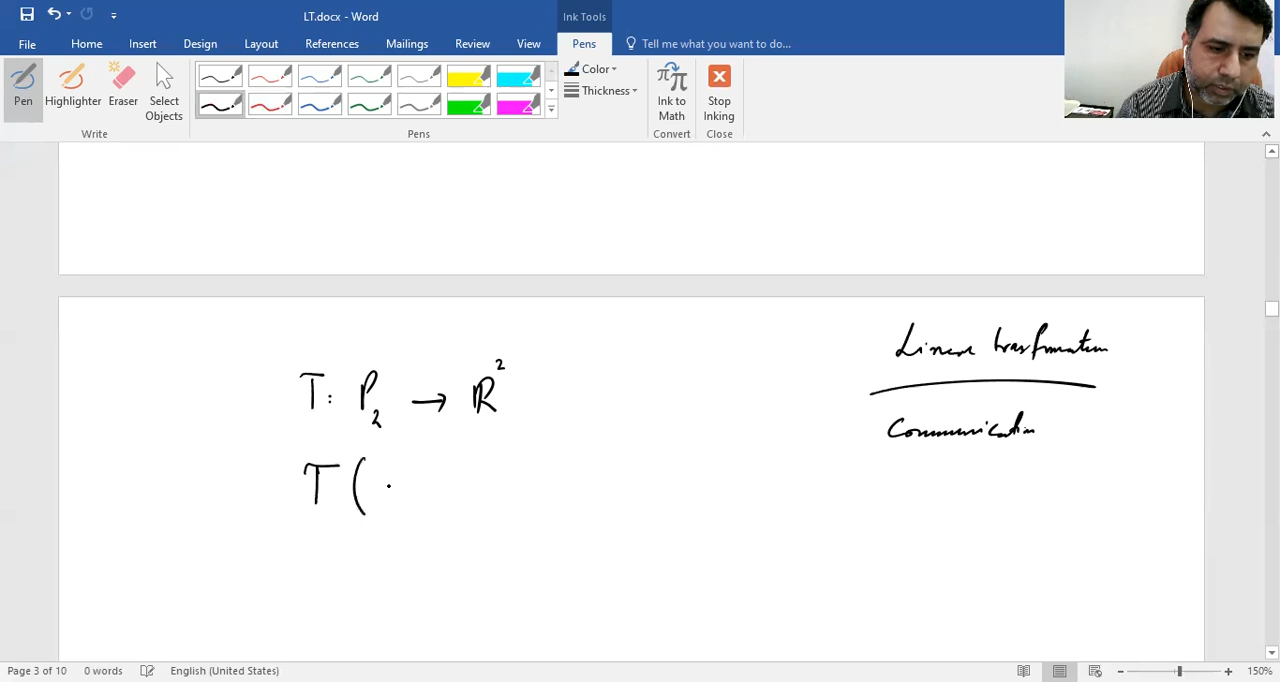 LT.docx - Word
Ink Tools
File Home Insert Design Layout References Mailings Review View Pens Tell me what you want to do...
Pen Highlighter Eraser Select Objects
Color
Thickness
Ink to Math
Stop Inking
Write Pens Convert Close
Linear trasfrmation
T: P₂ → ℝ²
Communication
T ( .
Page 3 of 10 0 words English (United States) 150%